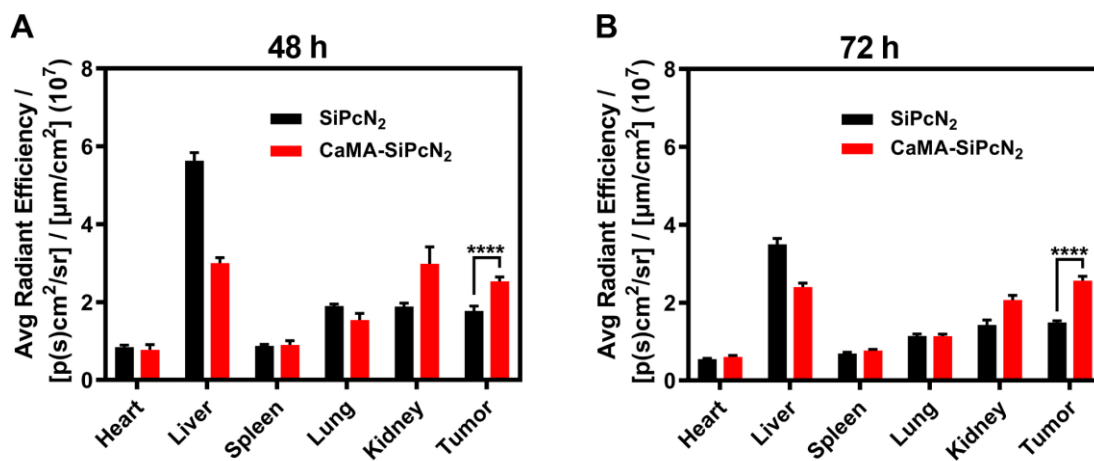 A
48 h
Avg Radiant Efficiency /
[p(s)cm²/sr] / [μm/cm²] (10⁷)
8
6
4
2
0
SiPcN₂
CaMA-SiPcN₂
****
Heart
Liver
Spleen
Lung
Kidney
Tumor
B
72 h
Avg Radiant Efficiency /
[p(s)cm²/sr] / [μm/cm²] (10⁷)
8
6
4
2
0
SiPcN₂
CaMA-SiPcN₂
****
Heart
Liver
Spleen
Lung
Kidney
Tumor